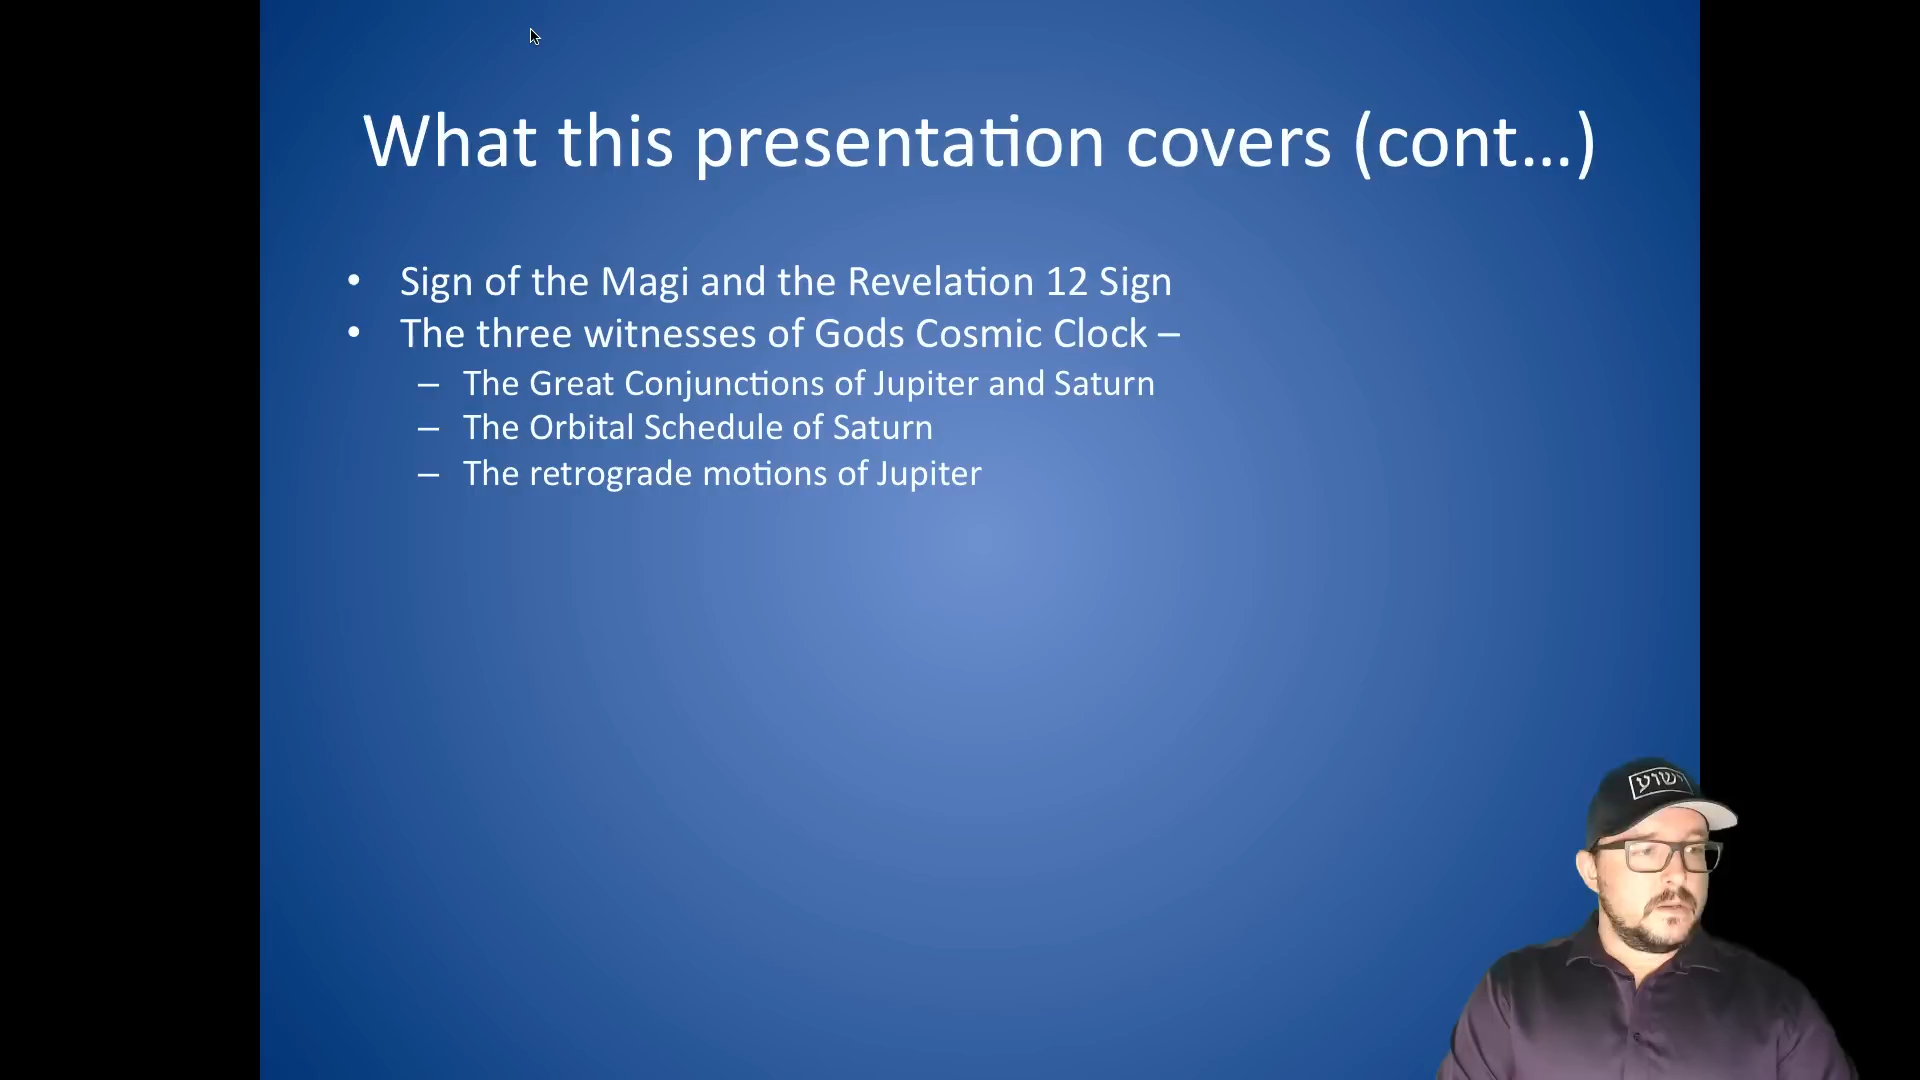 What this presentation covers (cont...)
• Sign of the Magi and the Revelation 12 Sign
• The three witnesses of Gods Cosmic Clock –
– The Great Conjunctions of Jupiter and Saturn
– The Orbital Schedule of Saturn
– The retrograde motions of Jupiter
ישוע